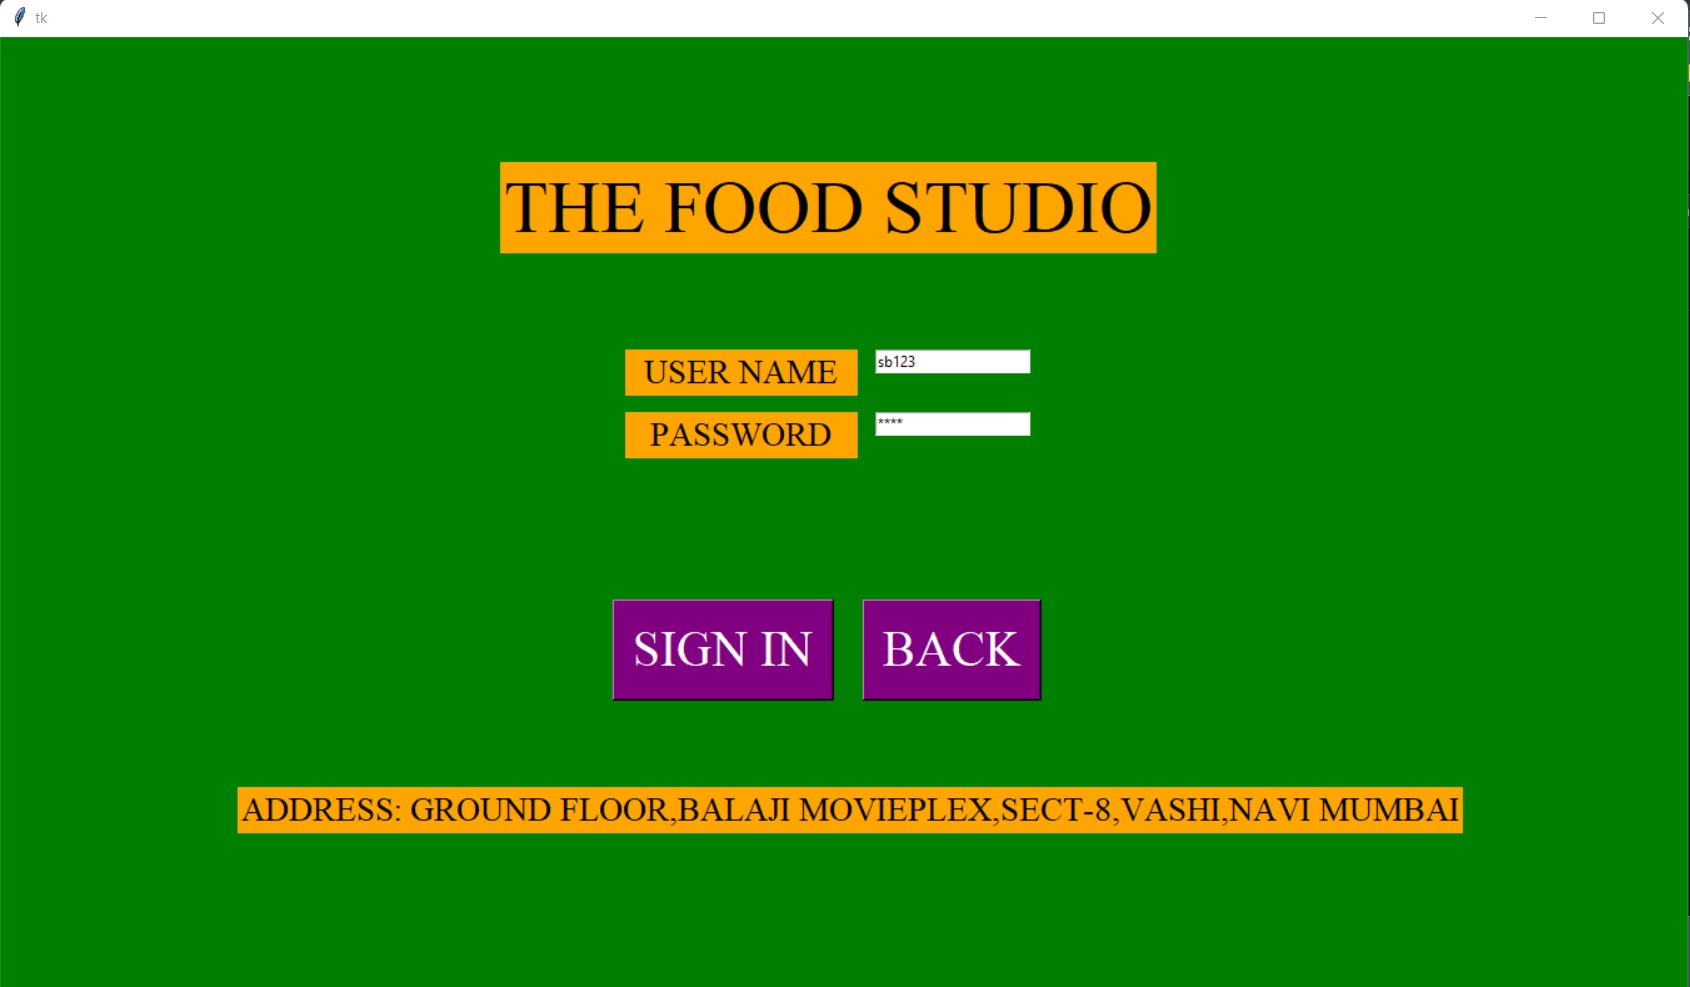 tk
THE FOOD STUDIO
USER NAME sb123
PASSWORD ****
SIGN IN BACK
ADDRESS: GROUND FLOOR,BALAJI MOVIEPLEX,SECT-8,VASHI,NAVI MUMBAI